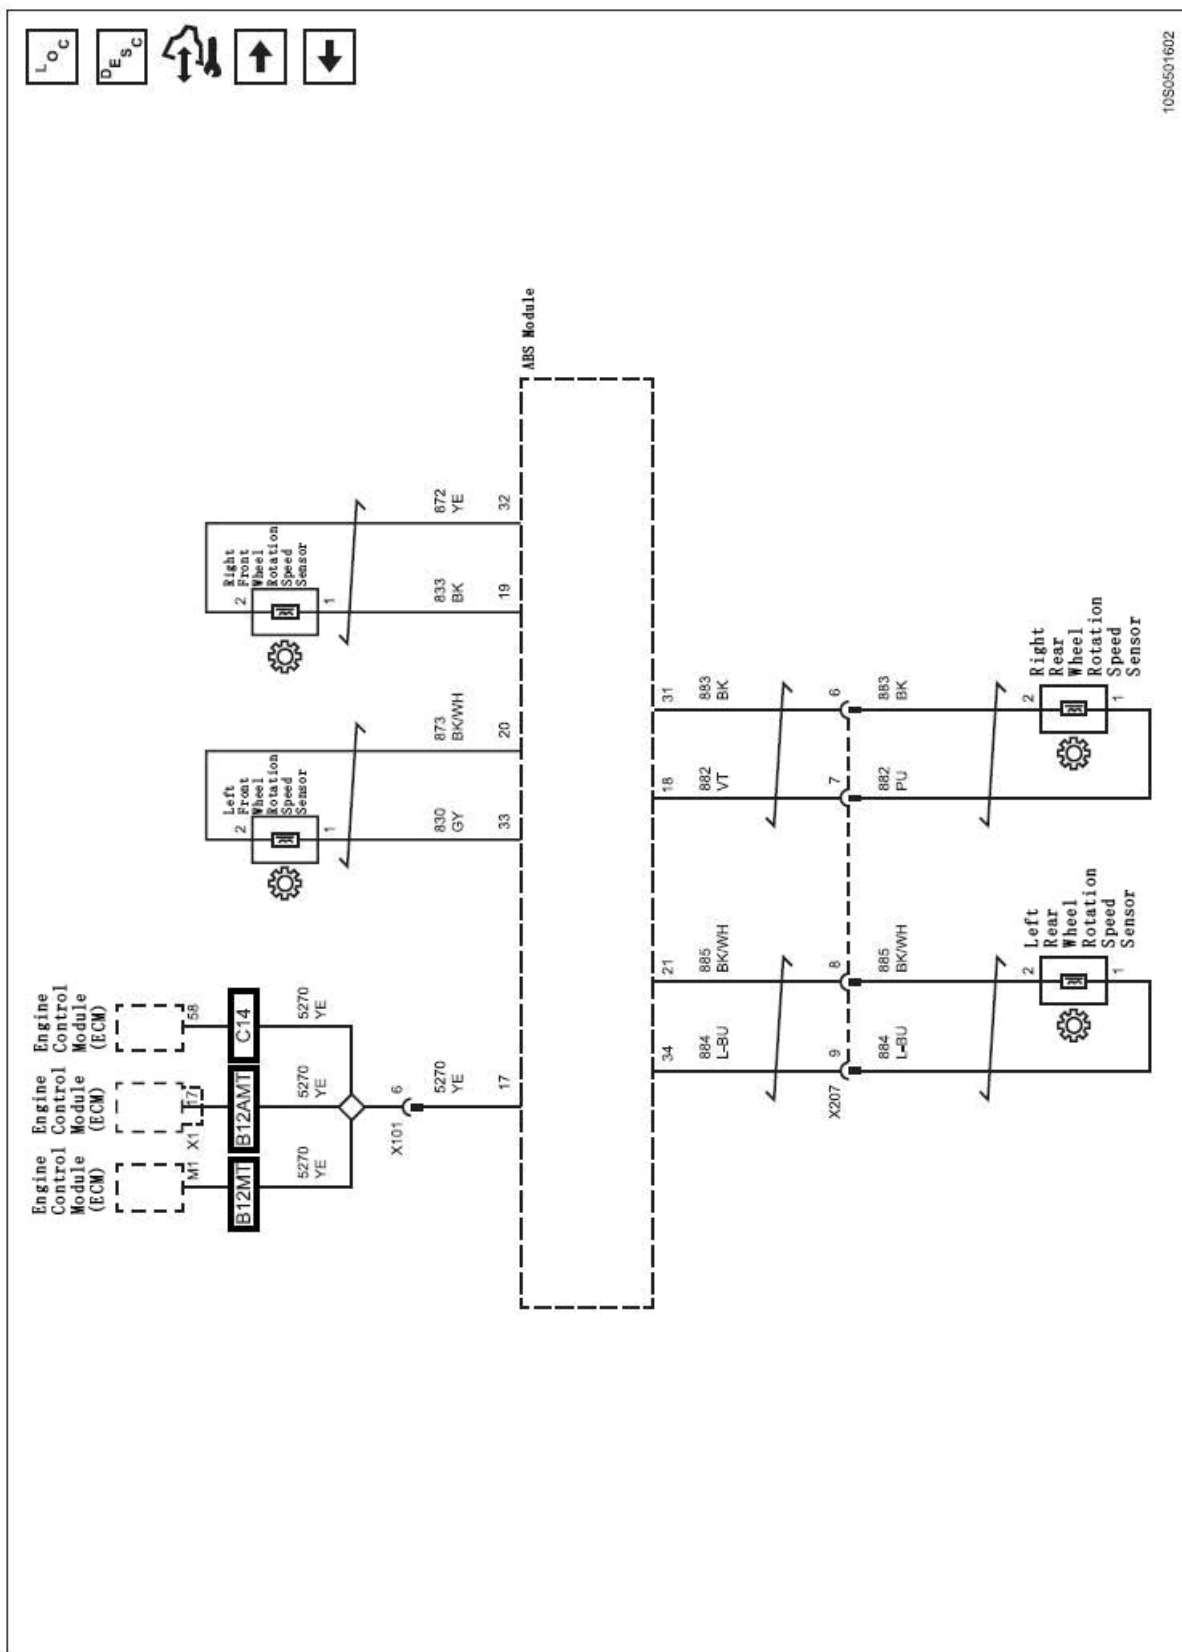 LOC
DESC
Engine
Control
Module
(ECM)
Engine
Control
Module
(ECM)
Engine
Control
Module
(ECM)
M1
X1
17
58
B12MT
B12AMT
C14
5270
YE
5270
YE
5270
YE
X101
6
5270
YE
17
Left
Front
Wheel
Rotation
Speed
Sensor
2
1
830
GY
873
BK/WH
33
20
Right
Front
Wheel
Rotation
Speed
Sensor
2
1
833
BK
872
YE
19
32
ABS Module
34
21
18
31
884
L-BU
885
BK/WH
882
VT
883
BK
X207
9
8
7
6
884
L-BU
885
BK/WH
882
PU
883
BK
2
1
Left
Rear
Wheel
Rotation
Speed
Sensor
2
1
Right
Rear
Wheel
Rotation
Speed
Sensor
10S0501602